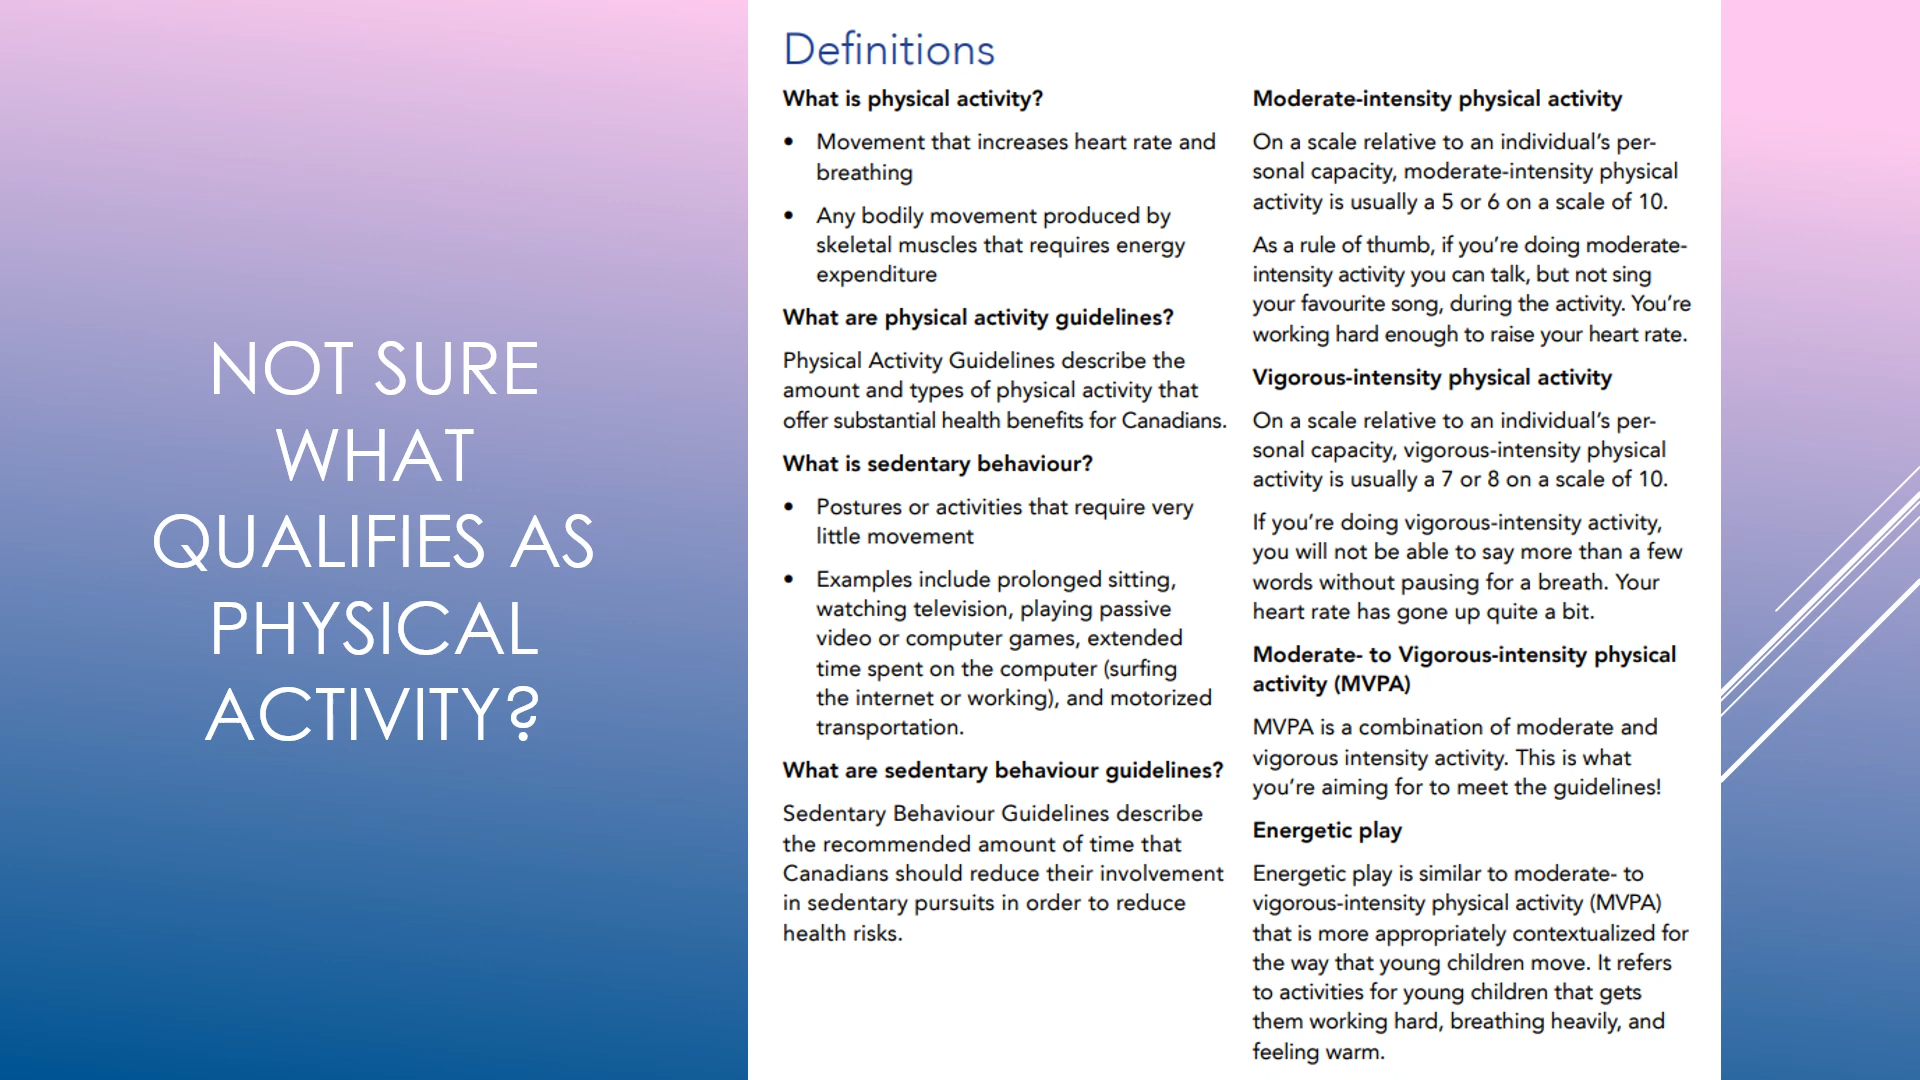 NOT SURE
WHAT
QUALIFIES AS
PHYSICAL
ACTIVITY?
Definitions
What is physical activity?
• Movement that increases heart rate and
breathing
• Any bodily movement produced by
skeletal muscles that requires energy
expenditure
What are physical activity guidelines?
Physical Activity Guidelines describe the
amount and types of physical activity that
offer substantial health benefits for Canadians.
What is sedentary behaviour?
• Postures or activities that require very
little movement
• Examples include prolonged sitting,
watching television, playing passive
video or computer games, extended
time spent on the computer (surfing
the internet or working), and motorized
transportation.
What are sedentary behaviour guidelines?
Sedentary Behaviour Guidelines describe
the recommended amount of time that
Canadians should reduce their involvement
in sedentary pursuits in order to reduce
health risks.
Moderate-intensity physical activity
On a scale relative to an individual's per-
sonal capacity, moderate-intensity physical
activity is usually a 5 or 6 on a scale of 10.
As a rule of thumb, if you're doing moderate-
intensity activity you can talk, but not sing
your favourite song, during the activity. You're
working hard enough to raise your heart rate.
Vigorous-intensity physical activity
On a scale relative to an individual's per-
sonal capacity, vigorous-intensity physical
activity is usually a 7 or 8 on a scale of 10.
If you're doing vigorous-intensity activity,
you will not be able to say more than a few
words without pausing for a breath. Your
heart rate has gone up quite a bit.
Moderate- to Vigorous-intensity physical
activity (MVPA)
MVPA is a combination of moderate and
vigorous intensity activity. This is what
you're aiming for to meet the guidelines!
Energetic play
Energetic play is similar to moderate- to
vigorous-intensity physical activity (MVPA)
that is more appropriately contextualized for
the way that young children move. It refers
to activities for young children that gets
them working hard, breathing heavily, and
feeling warm.